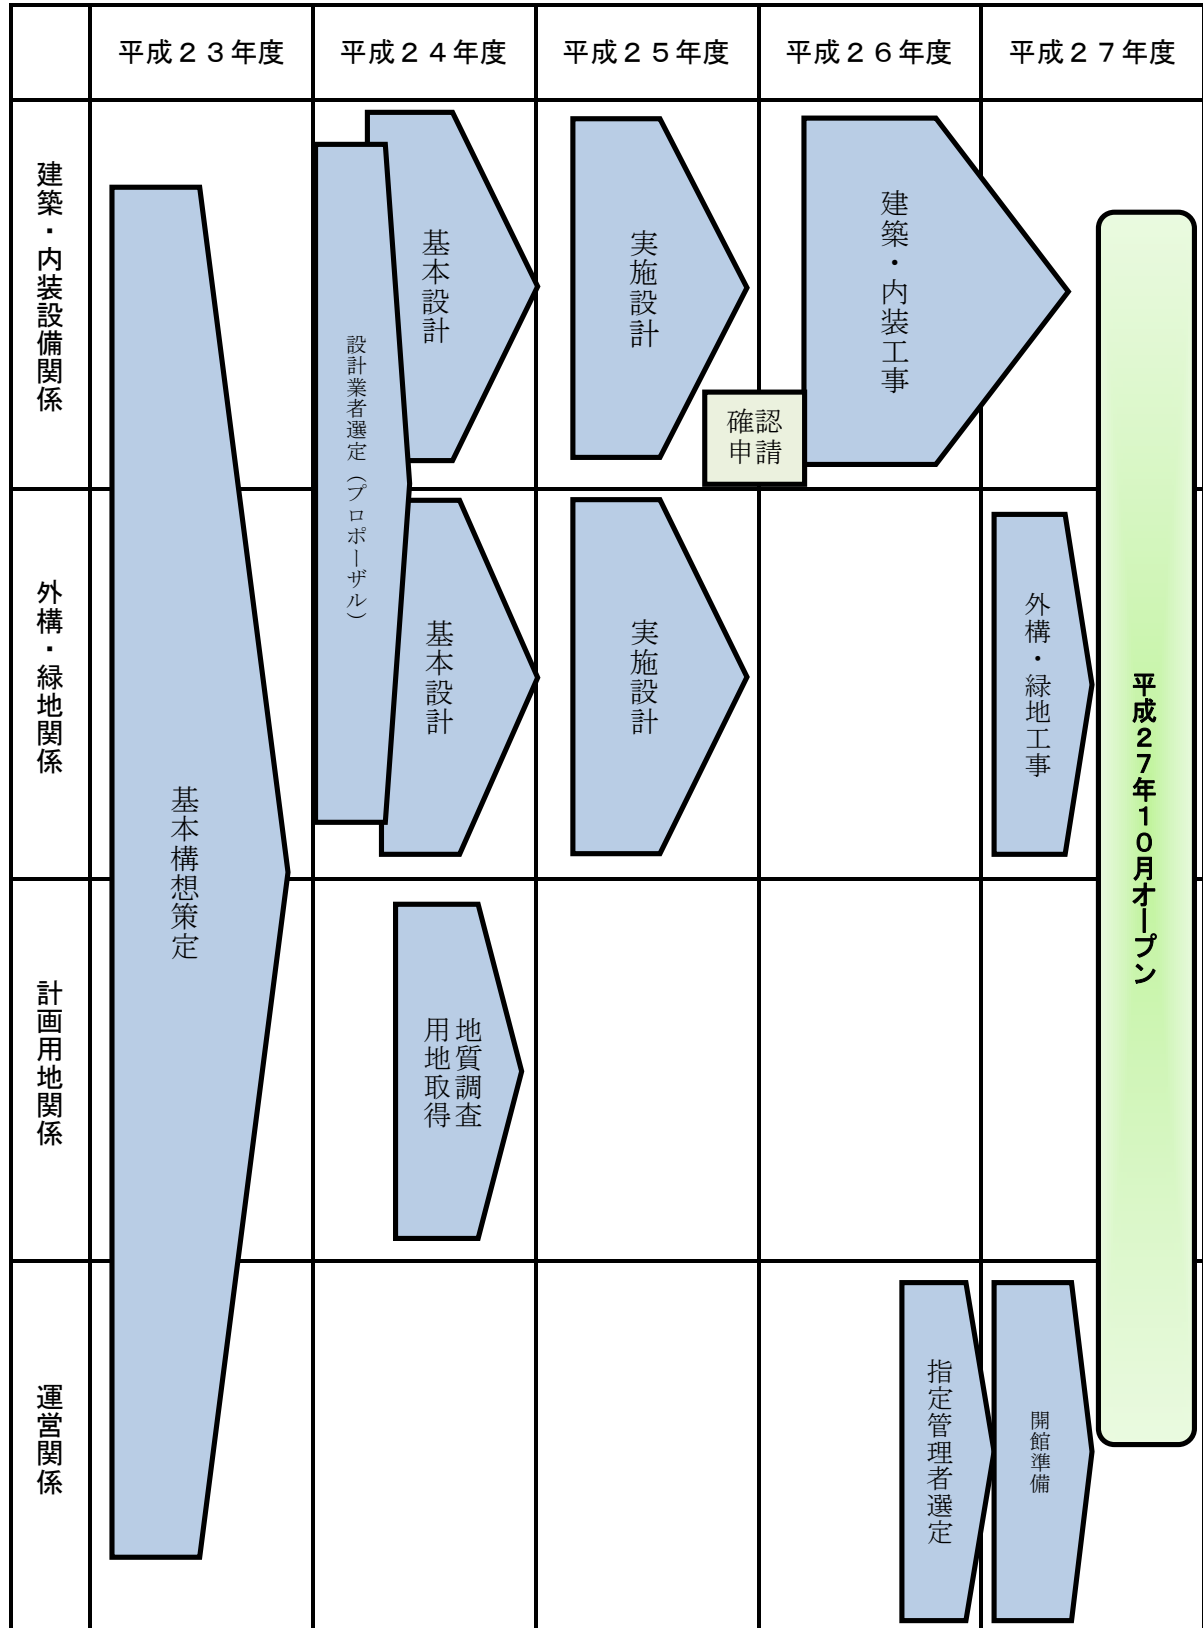 平成２３年度
平成２４年度
平成２５年度
平成２６年度
平成２７年度
建築・内装設備関係
基本構想策定
設計業者選定（プロポーザル）
基本設計
実施設計
確認
申請
建築・内装工事
平成２７年１０月オープン
外構・緑地関係
基本設計
実施設計
外構・緑地工事
計画用地関係
地質調査
用地取得
運営関係
指定管理者選定
開館準備